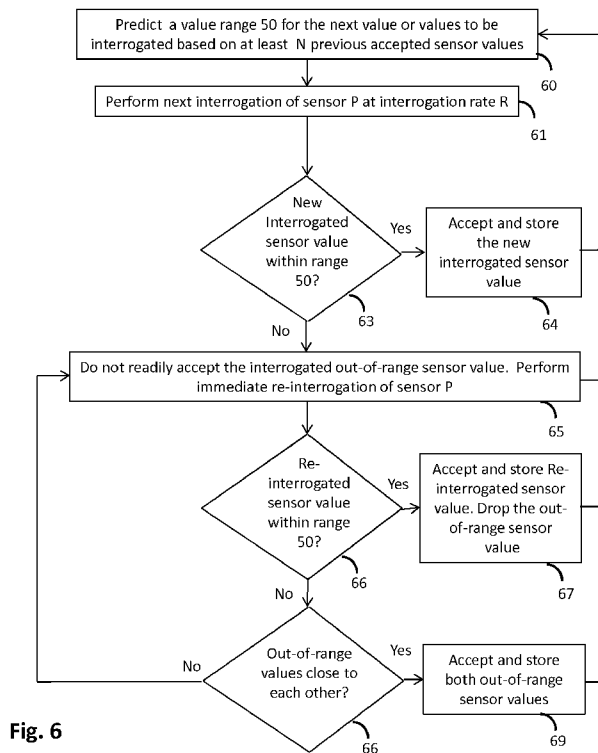 Predict a value range 50 for the next value or values to be
interrogated based on at least N previous accepted sensor values
60
Perform next interrogation of sensor P at interrogation rate R
61
New
Interrogated
sensor value
within range
50?
63
Yes
Accept and store
the new
interrogated sensor
value
64
No
Do not readily accept the interrogated out-of-range sensor value. Perform
immediate re-interrogation of sensor P
65
Re-
interrogated
sensor value
within range
50?
66
Yes
Accept and store Re-
interrogated sensor
value. Drop the out-
of-range sensor
value
67
No
Out-of-range
values close to
each other?
66
No
Yes
Accept and store
both out-of-range
sensor values
69
Fig. 6